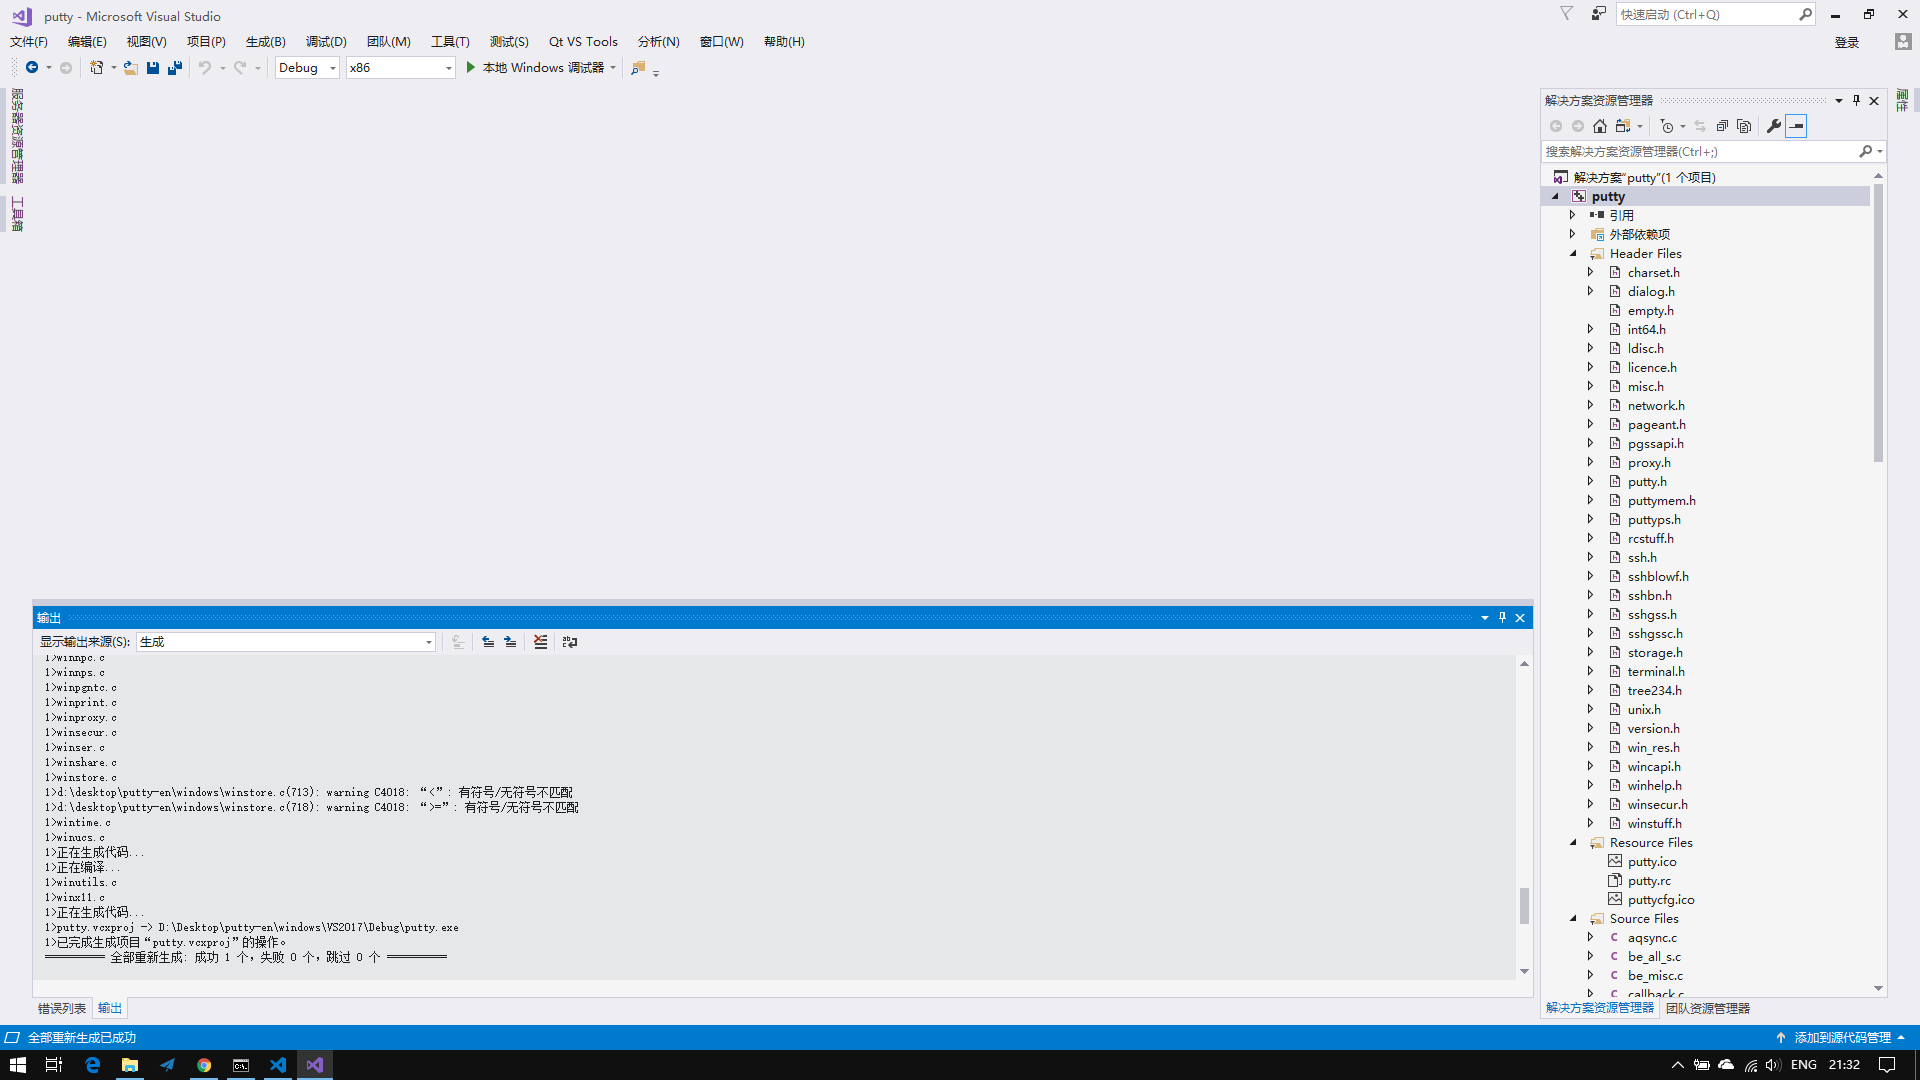 putty - Microsoft Visual Studio
快速启动 (Ctrl+Q)
文件(F) 编辑(E) 视图(V) 项目(P) 生成(B) 调试(D) 团队(M) 工具(T) 测试(S) Qt VS Tools 分析(N) 窗口(W) 帮助(H)
登录
Debug x86 本地 Windows 调试器
服务器资源管理器
工具箱
输出
显示输出来源(S): 生成
1>winnpc.c
1>winnps.c
1>winpgntc.c
1>winprint.c
1>winproxy.c
1>winsecur.c
1>winser.c
1>winshare.c
1>winstore.c
1>d:\desktop\putty-en\windows\winstore.c(713): warning C4018: “<”: 有符号/无符号不匹配
1>d:\desktop\putty-en\windows\winstore.c(718): warning C4018: “>=”: 有符号/无符号不匹配
1>wintime.c
1>winucs.c
1>正在生成代码...
1>正在编译...
1>winutils.c
1>winx11.c
1>正在生成代码...
1>putty.vcxproj -> D:\Desktop\putty-en\windows\VS2017\Debug\putty.exe
1>已完成生成项目“putty.vcxproj”的操作。
========== 全部重新生成: 成功 1 个，失败 0 个，跳过 0 个 ==========
错误列表 输出
解决方案资源管理器
搜索解决方案资源管理器(Ctrl+;)
解决方案"putty"(1 个项目)
putty
引用
外部依赖项
Header Files
charset.h
dialog.h
empty.h
int64.h
ldisc.h
licence.h
misc.h
network.h
pageant.h
pgssapi.h
proxy.h
putty.h
puttymem.h
puttyps.h
rcstuff.h
ssh.h
sshblowf.h
sshbn.h
sshgss.h
sshgssc.h
storage.h
terminal.h
tree234.h
unix.h
version.h
win_res.h
wincapi.h
winhelp.h
winsecur.h
winstuff.h
Resource Files
putty.ico
putty.rc
puttycfg.ico
Source Files
aqsync.c
be_all_s.c
be_misc.c
callback.c
解决方案资源管理器 团队资源管理器
属性
全部重新生成已成功
添加到源代码管理
ENG 21:32